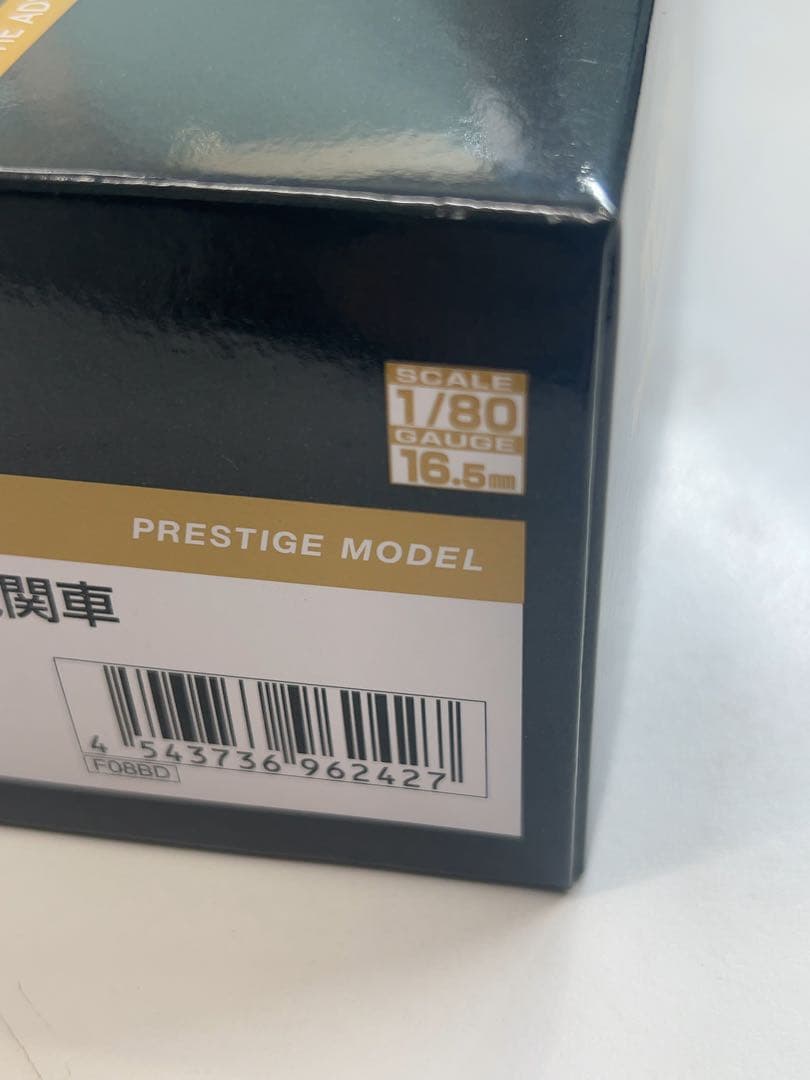 SCALE
1/80
GAUGE
16.5mm
PRESTIGE MODEL
関車
4 543736 962427
F08BD